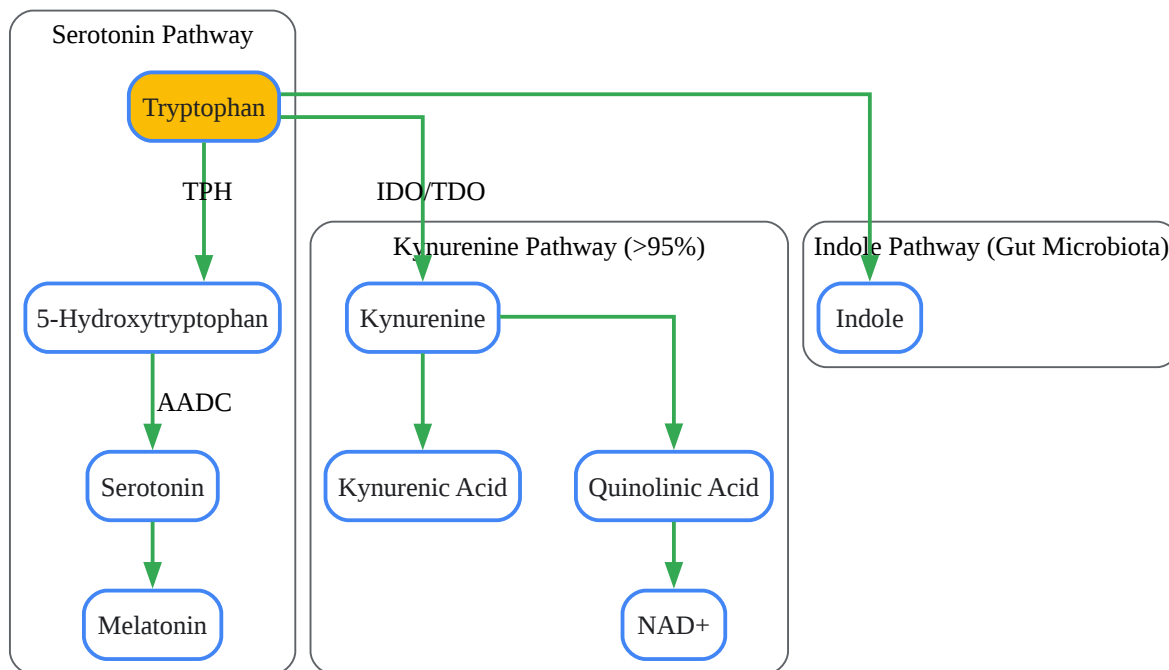 Serotonin Pathway
Tryptophan
TPH
IDO/TDO
Kynurenine Pathway (>95%)
Indole Pathway (Gut Microbiota)
5-Hydroxytryptophan
Kynurenine
Indole
AADC
Serotonin
Kynurenic Acid
Quinolinic Acid
Melatonin
NAD+